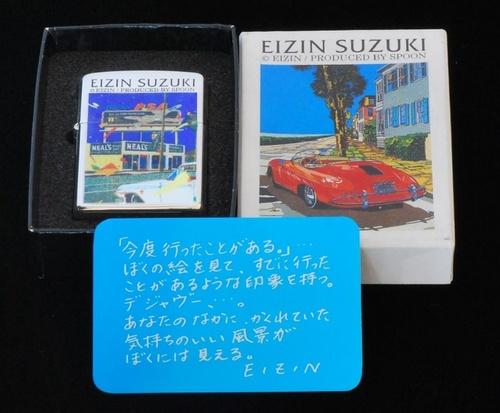 EIZIN SUZUKI
© EIZIN / PRODUCED BY SPOON
NEAL'S
NEAL'S
EIZIN SUZUKI
© EIZIN / PRODUCED BY SPOON
「今度行ったことがある。」…
ぼくの絵を見て、すでに行った
ことがあるような印象を持つ。
デジャヴー、…。
あなたのなかに、かくれていた
気持ちのいい風景が
ぼくには見える。
EIZIN